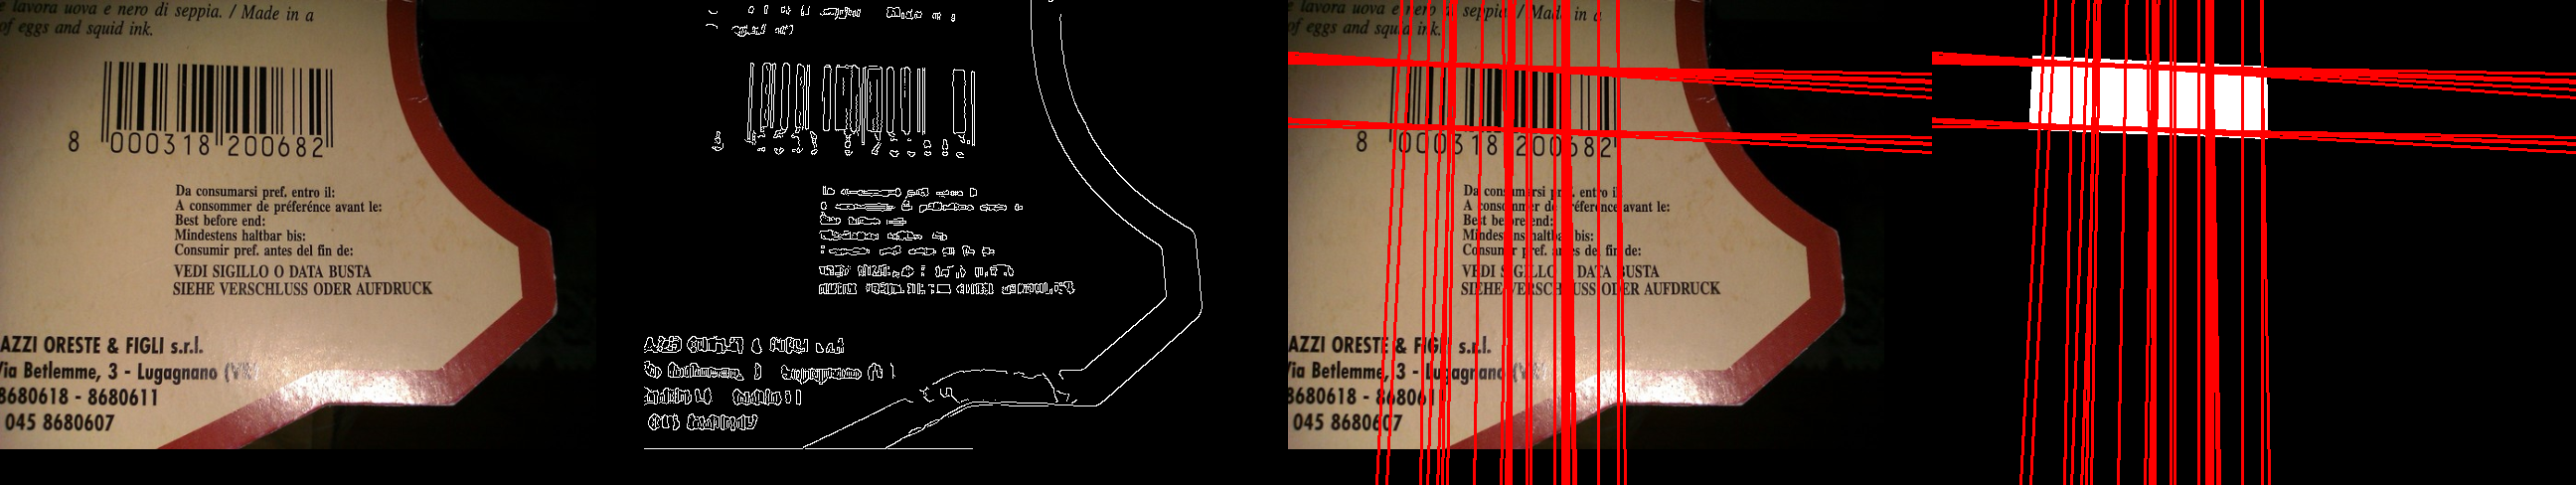 e lavora uova e nero di seppia. / Made in a
of eggs and squid ink.
8 000318 200682
Da consumarsi pref. entro il:
A consommer de préferénce avant le:
Best before end:
Mindestens haltbar bis:
Consumir pref. antes del fin de:
VEDI SIGILLO O DATA BUSTA
SIEHE VERSCHLUSS ODER AUFDRUCK
AZZI ORESTE & FIGLI s.r.l.
Via Betlemme, 3 - Lugagnano (V
8680618 - 8680611
045 8680607
e lavora uova e nero di seppia. / Made in a
of eggs and squid ink.
8 000318 200682
Da consumarsi pref. entro il:
A consommer de préference avant le:
Best before end:
Mindestens haltbar bis:
Consumir pref. antes del fin de:
VEDI SIGILLO O DATA BUSTA
SIEHE VERSCHLUSS ODER AUFDRUCK
AZZI ORESTE & FIGLI s.r.l.
Via Betlemme, 3 - Lugagnano (V
8680618 - 8680611
045 8680607